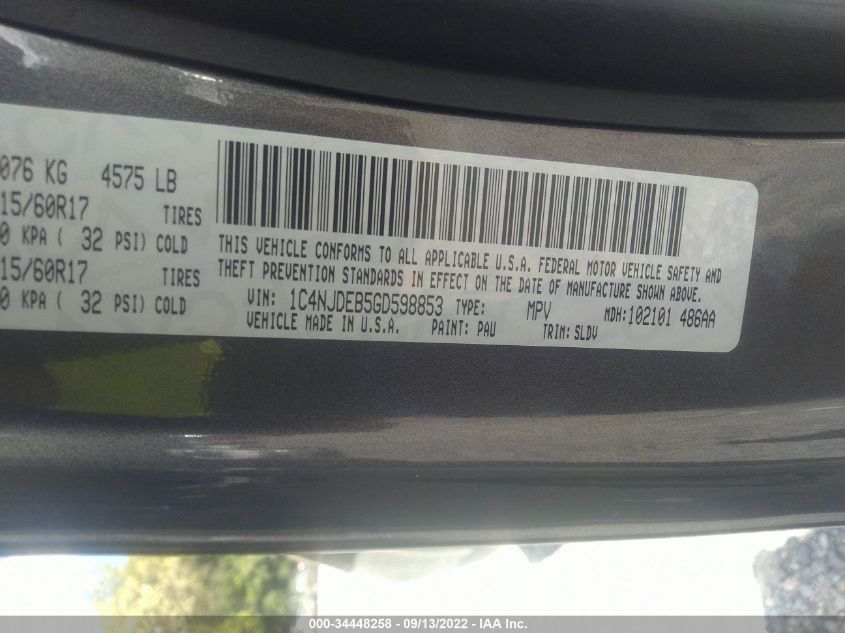 076 KG 4575 LB
15/60R17 TIRES
0 KPA ( 32 PSI) COLD
15/60R17 TIRES
0 KPA ( 32 PSI) COLD
THIS VEHICLE CONFORMS TO ALL APPLICABLE U.S.A. FEDERAL MOTOR VEHICLE SAFETY AND
THEFT PREVENTION STANDARDS IN EFFECT ON THE DATE OF MANUFACTURE SHOWN ABOVE.
VIN: 1C4NJDEB5GD598853 TYPE: MPV MDH:102101 486AA
VEHICLE MADE IN U.S.A. PAINT: PAU TRIM: SLDV
000-34448258 - 09/13/2022 - IAA Inc.